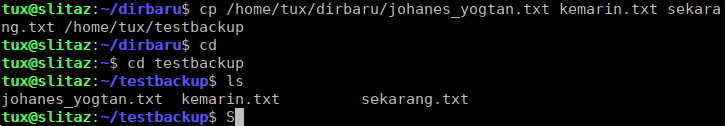 tux@slitaz:~/dirbaru$ cp /home/tux/dirbaru/johanes_yogtan.txt kemarin.txt sekara
ng.txt /home/tux/testbackup
tux@slitaz:~/dirbaru$ cd
tux@slitaz:~$ cd testbackup
tux@slitaz:~/testbackup$ ls
johanes_yogtan.txt  kemarin.txt        sekarang.txt
tux@slitaz:~/testbackup$ S